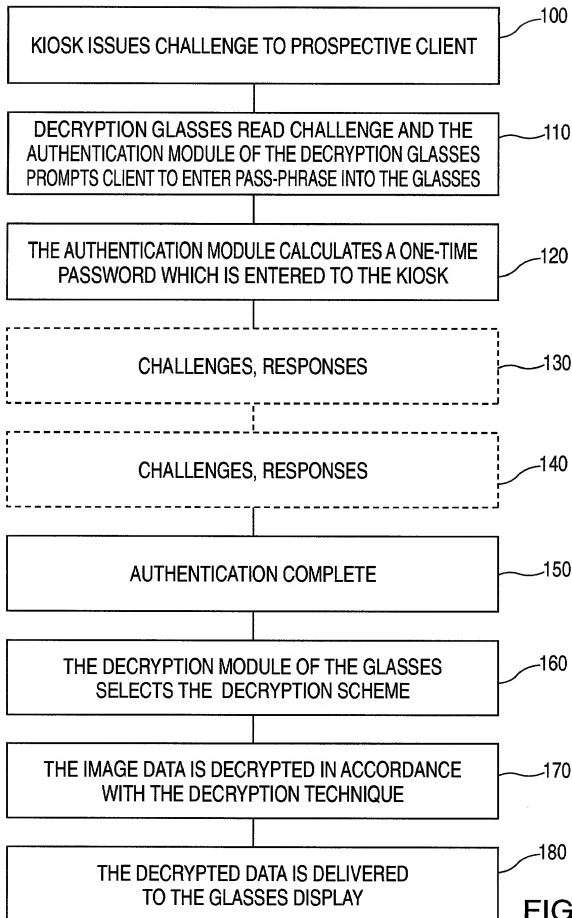 100
KIOSK ISSUES CHALLENGE TO PROSPECTIVE CLIENT
110
DECRYPTION GLASSES READ CHALLENGE AND THE
AUTHENTICATION MODULE OF THE DECRYPTION GLASSES
PROMPTS CLIENT TO ENTER PASS-PHRASE INTO THE GLASSES
120
THE AUTHENTICATION MODULE CALCULATES A ONE-TIME
PASSWORD WHICH IS ENTERED TO THE KIOSK
130
CHALLENGES, RESPONSES
140
CHALLENGES, RESPONSES
150
AUTHENTICATION COMPLETE
160
THE DECRYPTION MODULE OF THE GLASSES
SELECTS THE DECRYPTION SCHEME
170
THE IMAGE DATA IS DECRYPTED IN ACCORDANCE
WITH THE DECRYPTION TECHNIQUE
180
THE DECRYPTED DATA IS DELIVERED
TO THE GLASSES DISPLAY
FIG